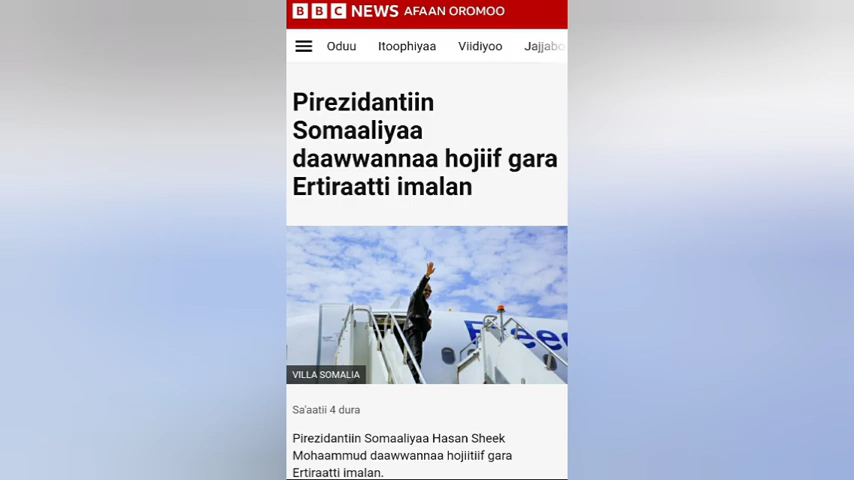 BBC NEWS AFAAN OROMOO
Oduu Itoophiyaa Viidiyoo Jajjabo
Pirezidantiin
Somaaliyaa
daawwannaa hojiif gara
Ertiraatti imalan
VILLA SOMALIA
Sa'aatii 4 dura
Pirezidantiin Somaaliyaa Hasan Sheek
Mohaammud daawwannaa hojiitiif gara
Ertiraatti imalan.